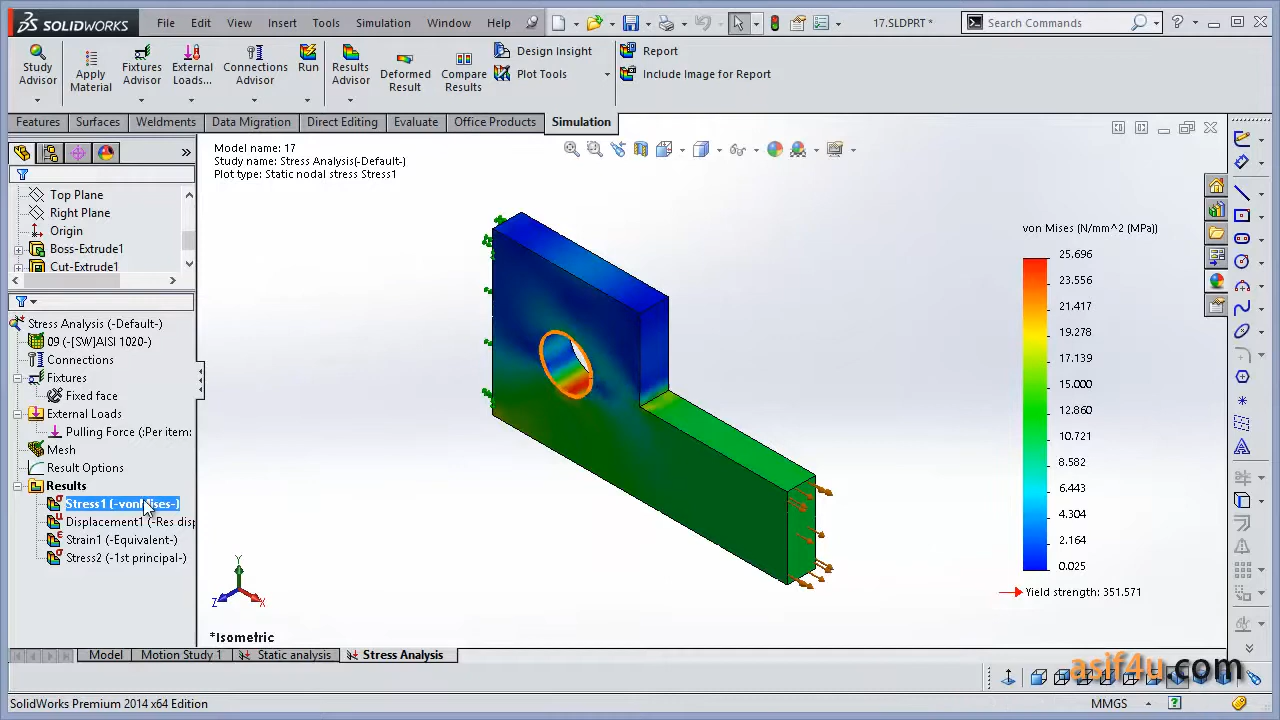 SOLIDWORKS File Edit View Insert Tools Simulation Window Help 17.SLDPRT * Search Commands
Study Advisor
Apply Material
Fixtures Advisor
External Loads...
Connections Advisor
Run
Results Advisor
Deformed Result
Compare Results
Design Insight
Plot Tools
Report
Include Image for Report
Features Surfaces Weldments Data Migration Direct Editing Evaluate Office Products Simulation
Model name: 17
Study name: Stress Analysis(-Default-)
Plot type: Static nodal stress Stress1
Top Plane
Right Plane
Origin
Boss-Extrude1
Cut-Extrude1
Stress Analysis (-Default-)
09 (-[SW]AISI 1020-)
Connections
Fixtures
Fixed face
External Loads
Pulling Force (:Per item:
Mesh
Result Options
Results
Stress1 (-vonMises-)
Displacement1 (-Res disp
Strain1 (-Equivalent-)
Stress2 (-1st principal-)
von Mises (N/mm^2 (MPa))
25.696
23.556
21.417
19.278
17.139
15.000
12.860
10.721
8.582
6.443
4.304
2.164
0.025
Yield strength: 351.571
Y
Z
X
*Isometric
Model Motion Study 1 Static analysis Stress Analysis
asif4u.com
SolidWorks Premium 2014 x64 Edition MMGS